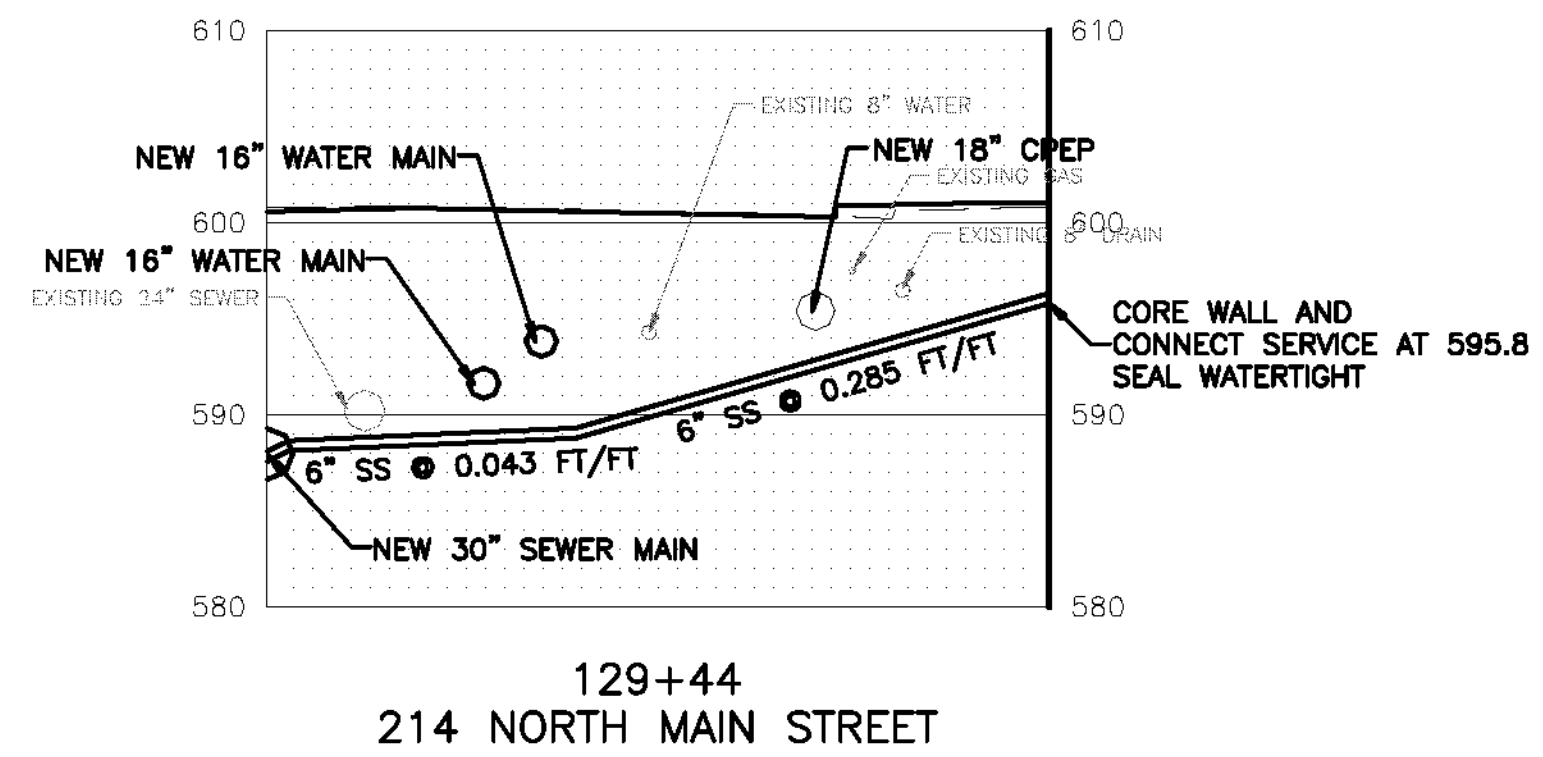 610
610
EXISTING 8" WATER
NEW 16" WATER MAIN
NEW 18" CPEP
EXISTING GAS
600
600
EXISTING 8" DRAIN
NEW 16" WATER MAIN
EXISTING 24" SEWER
CORE WALL AND
CONNECT SERVICE AT 595.8
SEAL WATERTIGHT
590
590
6" SS @ 0.285 FT/FT
6" SS @ 0.043 FT/FT
NEW 30" SEWER MAIN
580
580
129+44
214 NORTH MAIN STREET